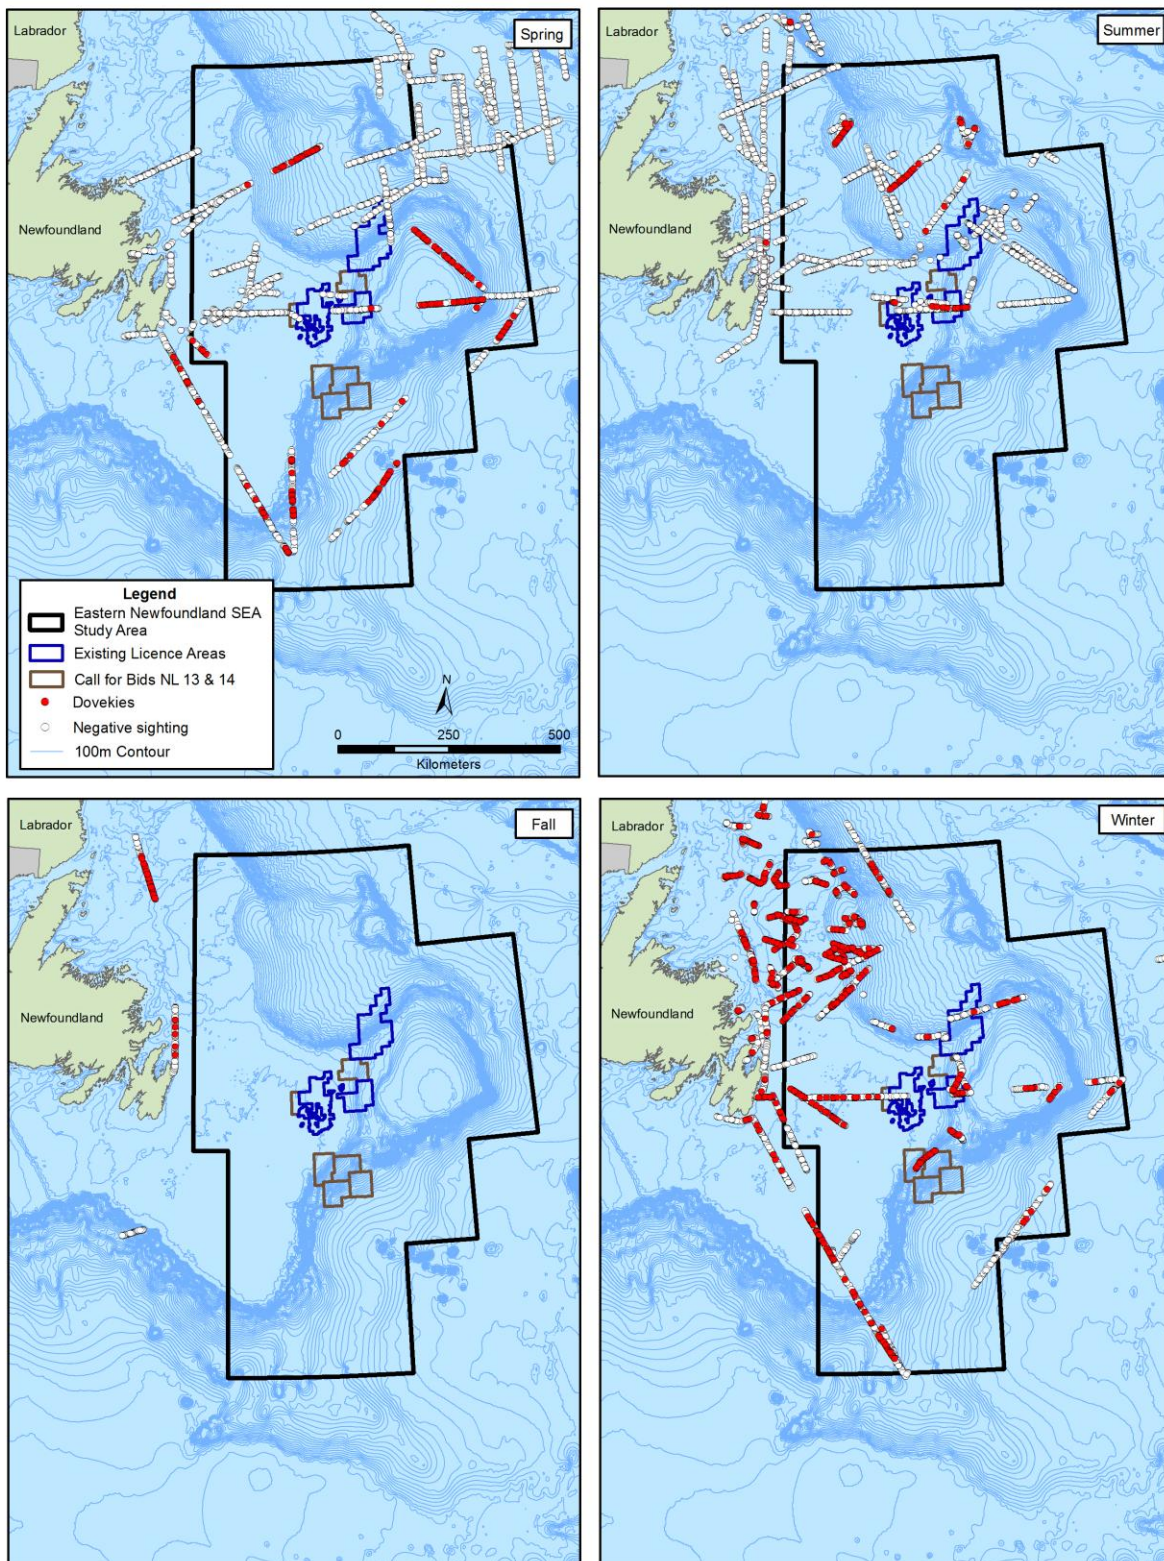 Labrador
Spring
Newfoundland
Legend
Eastern Newfoundland SEA
Study Area
Existing Licence Areas
Call for Bids NL 13 & 14
Dovekies
Negative sighting
100m Contour
N
0 250 500
Kilometers
Labrador
Summer
Newfoundland
Labrador
Fall
Newfoundland
Labrador
Winter
Newfoundland